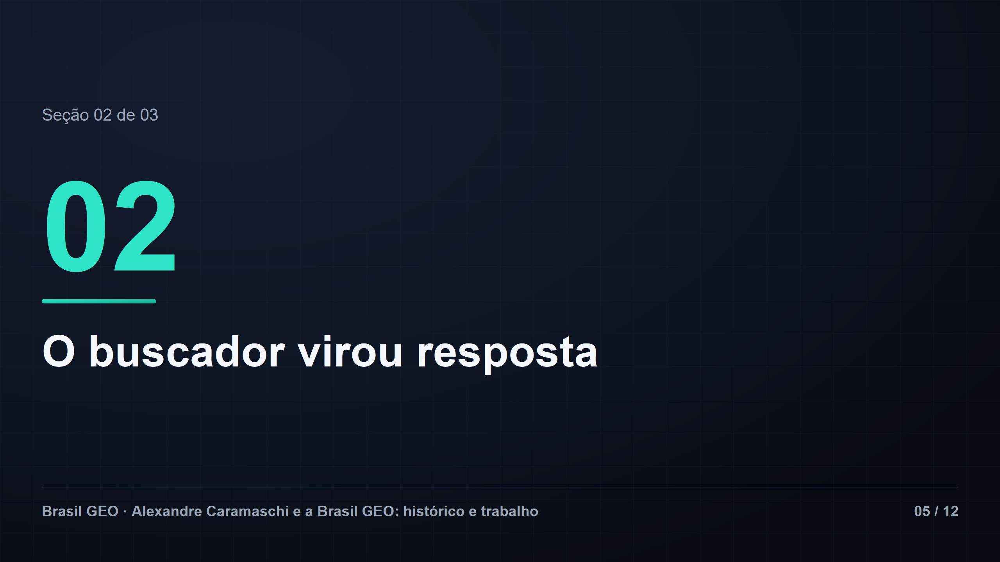 Seção 02 de 03
02
O buscador virou resposta
Brasil GEO · Alexandre Caramaschi e a Brasil GEO: histórico e trabalho
05 / 12